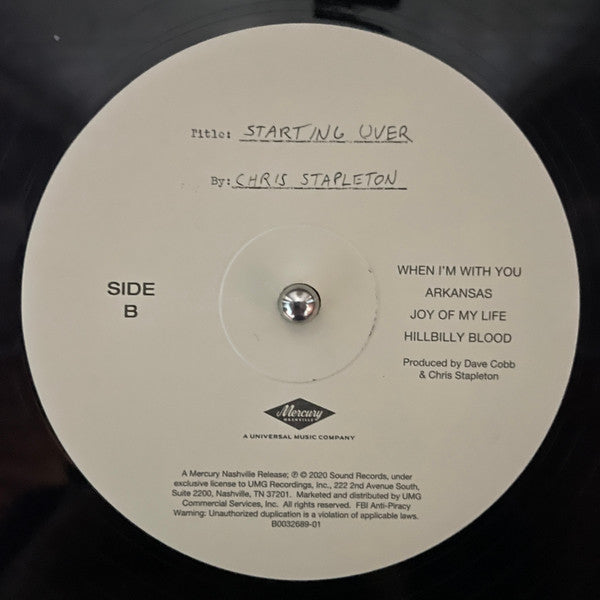 Title: STARTING OVER
By: CHRIS STAPLETON
SIDE
B
WHEN I'M WITH YOU
ARKANSAS
JOY OF MY LIFE
HILLBILLY BLOOD
Produced by Dave Cobb
& Chris Stapleton
Mercury
NASHVILLE
A UNIVERSAL MUSIC COMPANY
A Mercury Nashville Release; ℗ © 2020 Sound Records, under
exclusive license to UMG Recordings, Inc., 222 2nd Avenue South,
Suite 2200, Nashville, TN 37201. Marketed and distributed by UMG
Commercial Services, Inc. All rights reserved. FBI Anti-Piracy
Warning: Unauthorized duplication is a violation of applicable laws.
B0032689-01